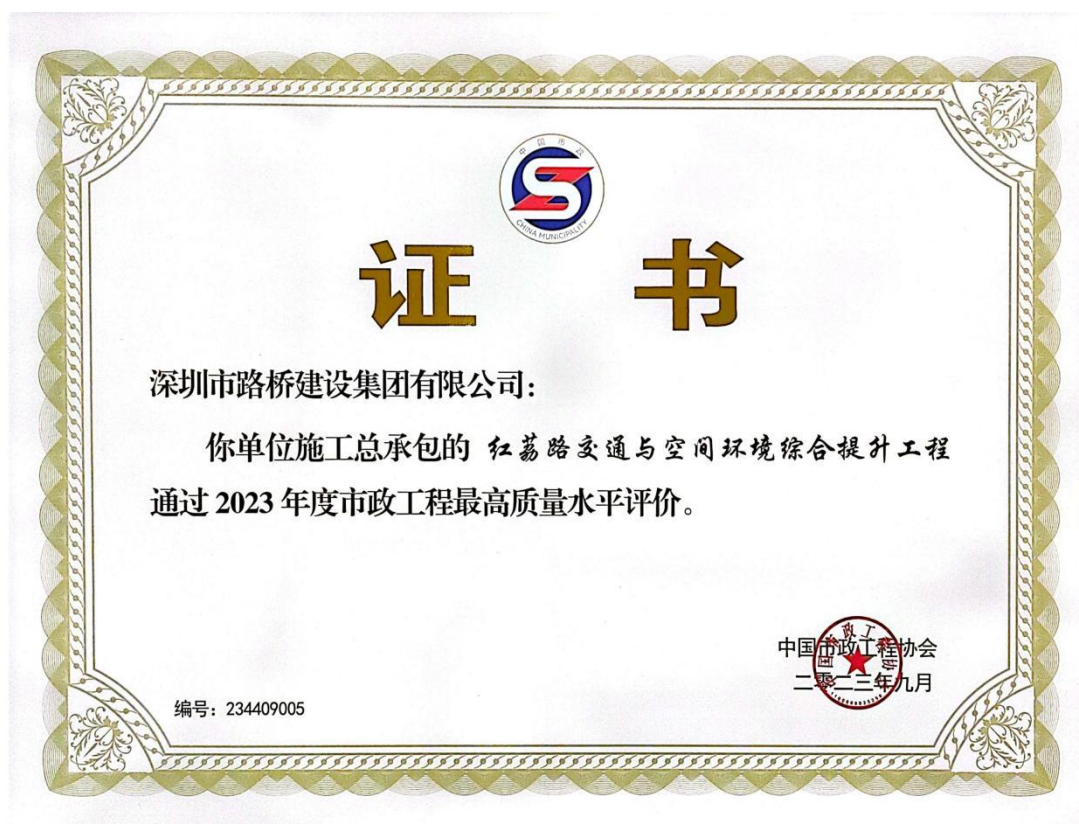 中国市政
CHINA MUNICIPALITY
证 书
深圳市路桥建设集团有限公司：
你单位施工总承包的 红荔路交通与空间环境综合提升工程
通过 2023 年度市政工程最高质量水平评价。
中国市政工程协会
二零二三年九月
编号：234409005